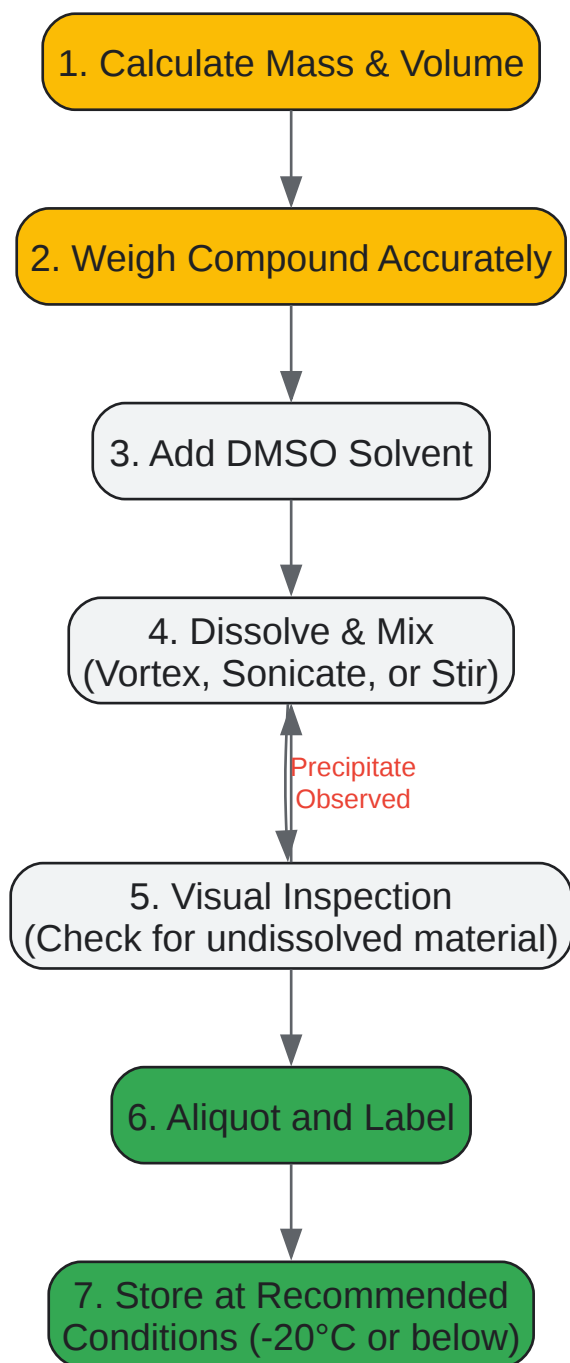 1. Calculate Mass & Volume
2. Weigh Compound Accurately
3. Add DMSO Solvent
4. Dissolve & Mix
(Vortex, Sonicate, or Stir)
Precipitate
Observed
5. Visual Inspection
(Check for undissolved material)
6. Aliquot and Label
7. Store at Recommended
Conditions (-20°C or below)